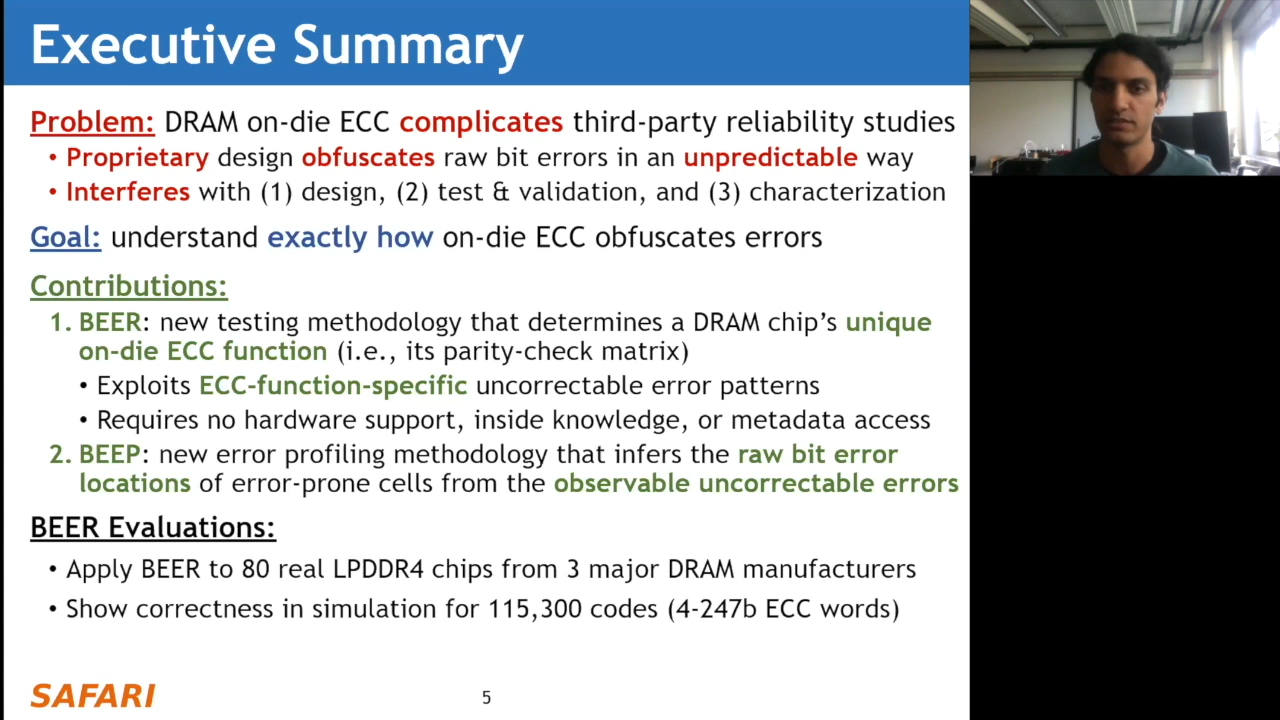 Executive Summary
Problem: DRAM on-die ECC complicates third-party reliability studies
• Proprietary design obfuscates raw bit errors in an unpredictable way
• Interferes with (1) design, (2) test & validation, and (3) characterization
Goal: understand exactly how on-die ECC obfuscates errors
Contributions:
1. BEER: new testing methodology that determines a DRAM chip’s unique
on-die ECC function (i.e., its parity-check matrix)
• Exploits ECC-function-specific uncorrectable error patterns
• Requires no hardware support, inside knowledge, or metadata access
2. BEEP: new error profiling methodology that infers the raw bit error
locations of error-prone cells from the observable uncorrectable errors
BEER Evaluations:
• Apply BEER to 80 real LPDDR4 chips from 3 major DRAM manufacturers
• Show correctness in simulation for 115,300 codes (4-247b ECC words)
SAFARI
5